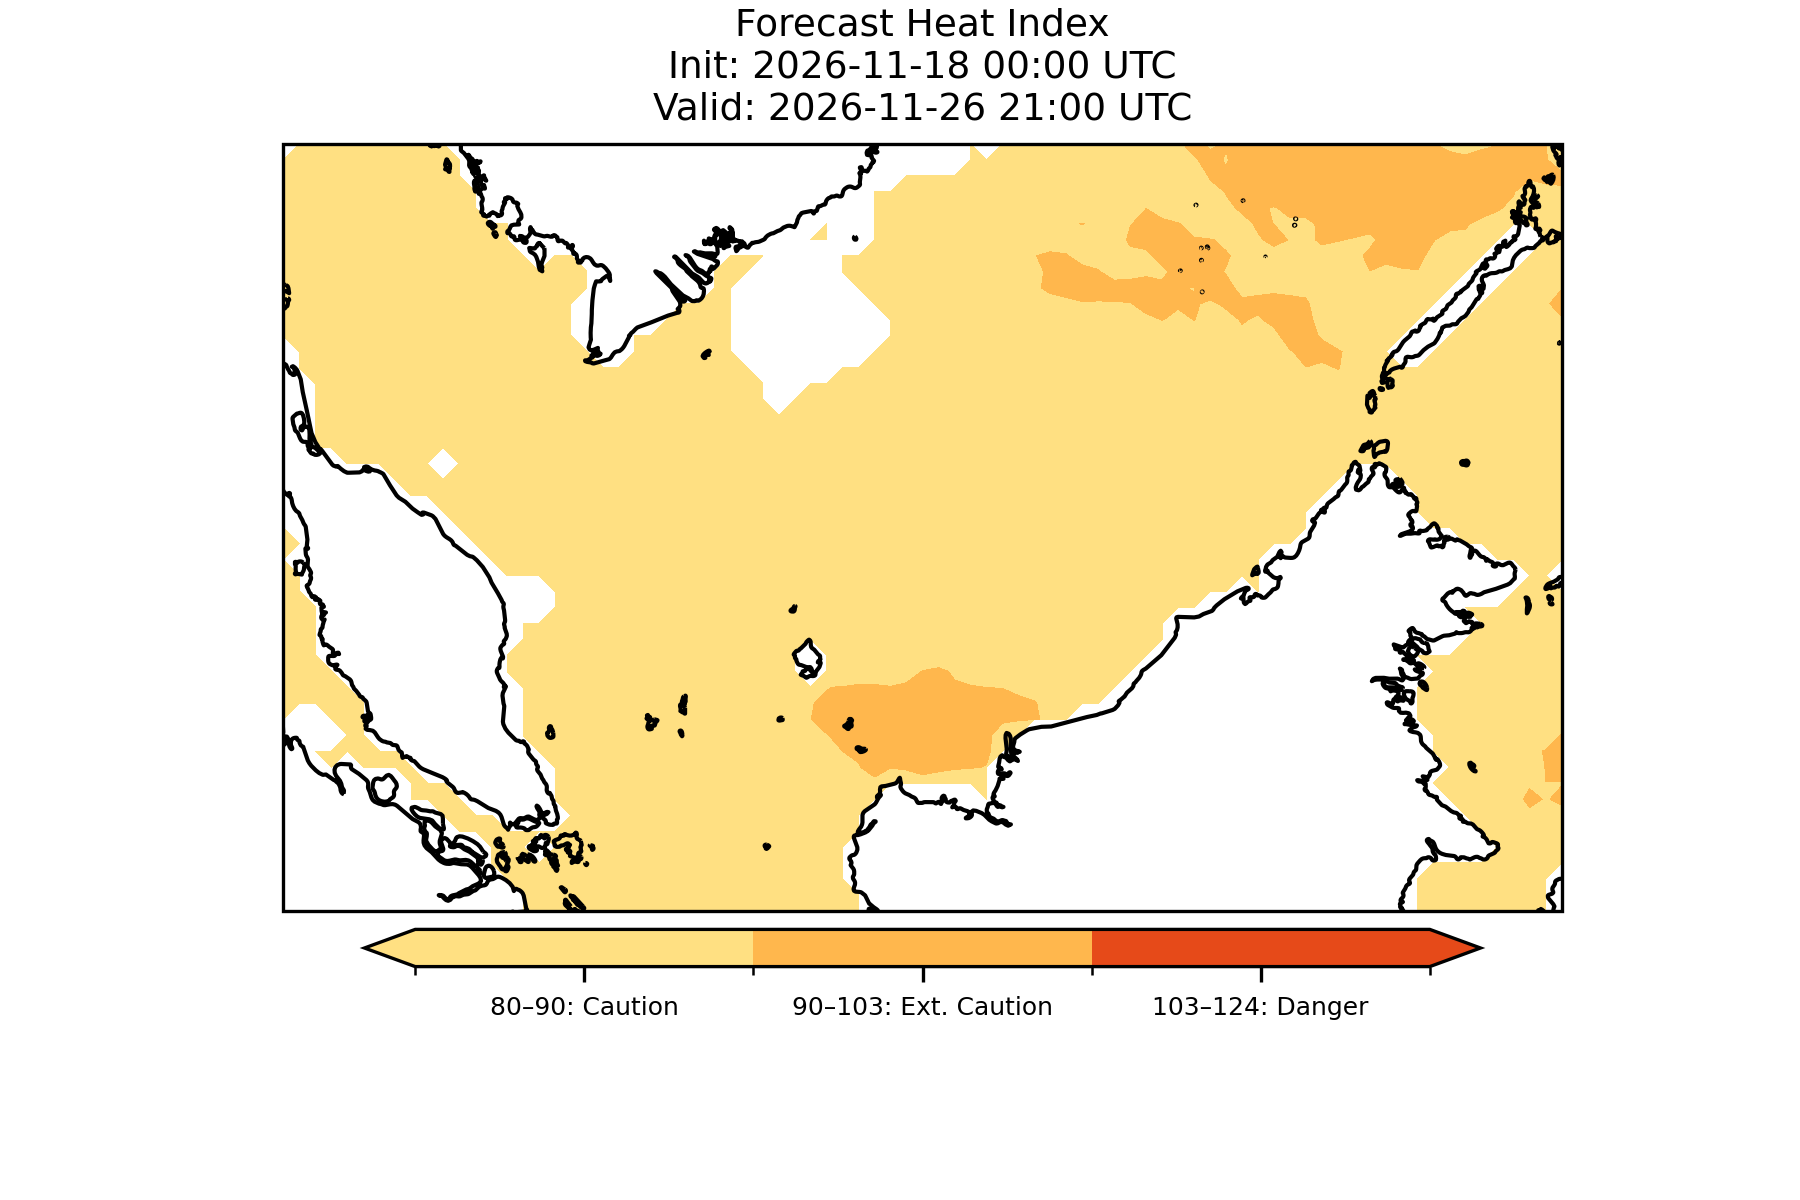 Forecast Heat Index
Init: 2026-11-18 00:00 UTC
Valid: 2026-11-26 21:00 UTC
80–90: Caution
90–103: Ext. Caution
103–124: Danger